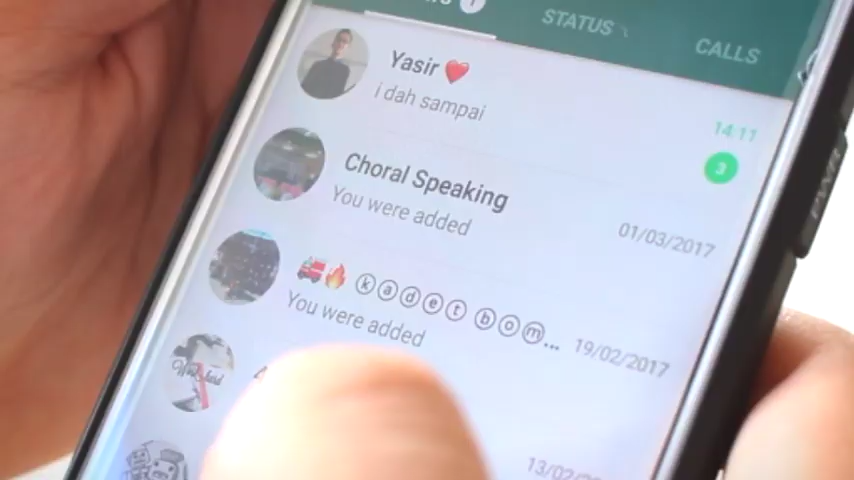 1
STATUS
CALLS
Yasir ❤️
i dah sampai
14:11
3
Choral Speaking
You were added
01/03/2017
🚒🔥 ⓚⓐⓓⓔⓣ ⓑⓞⓜ...
You were added
19/02/2017